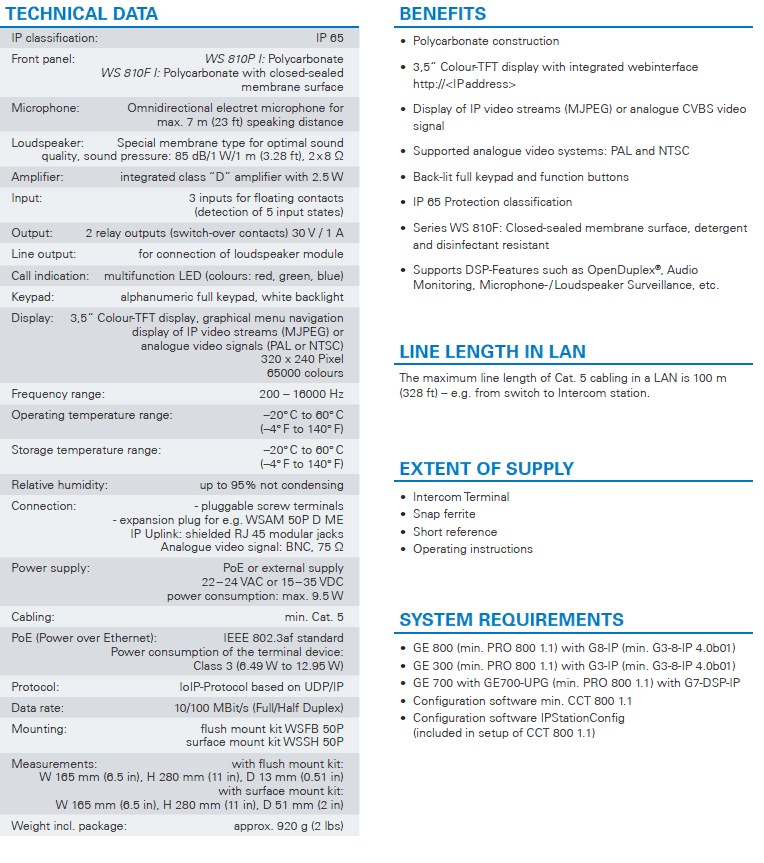 TECHNICAL DATA
IP classification: IP 65
Front panel: WS 810P I: Polycarbonate
WS 810F I: Polycarbonate with closed-sealed
membrane surface
Microphone: Omnidirectional electret microphone for
max. 7 m (23 ft) speaking distance
Loudspeaker: Special membrane type for optimal sound
quality, sound pressure: 85 dB/1 W/1 m (3.28 ft), 2x8 Ω
Amplifier: integrated class “D” amplifier with 2.5 W
Input: 3 inputs for floating contacts
(detection of 5 input states)
Output: 2 relay outputs (switch-over contacts) 30 V / 1 A
Line output: for connection of loudspeaker module
Call indication: multifunction LED (colours: red, green, blue)
Keypad: alphanumeric full keypad, white backlight
Display: 3,5˝ Colour-TFT display, graphical menu navigation
display of IP video streams (MJPEG) or
analogue video signals (PAL or NTSC)
320 x 240 Pixel
65000 colours
Frequency range: 200 – 16000 Hz
Operating temperature range: –20° C to 60° C
(–4° F to 140° F)
Storage temperature range: –20° C to 60° C
(–4° F to 140° F)
Relative humidity: up to 95% not condensing
Connection: - pluggable screw terminals
- expansion plug for e.g. WSAM 50P D ME
IP Uplink: shielded RJ 45 modular jacks
Analogue video signal: BNC, 75 Ω
Power supply: PoE or external supply
22–24 VAC or 15–35 VDC
power consumption: max. 9.5 W
Cabling: min. Cat. 5
PoE (Power over Ethernet): IEEE 802.3af standard
Power consumption of the terminal device:
Class 3 (6.49 W to 12.95 W)
Protocol: IoIP-Protocol based on UDP/IP
Data rate: 10/100 MBit/s (Full/Half Duplex)
Mounting: flush mount kit WSFB 50P
surface mount kit WSSH 50P
Measurements: with flush mount kit:
W 165 mm (6.5 in), H 280 mm (11 in), D 13 mm (0.51 in)
with surface mount kit:
W 165 mm (6.5 in), H 280 mm (11 in), D 51 mm (2 in)
Weight incl. package: approx. 920 g (2 lbs)
BENEFITS
• Polycarbonate construction
• 3,5˝ Colour-TFT display with integrated webinterface
http://<IPaddress>
• Display of IP video streams (MJPEG) or analogue CVBS video
signal
• Supported analogue video systems: PAL and NTSC
• Back-lit full keypad and function buttons
• IP 65 Protection classification
• Series WS 810F: Closed-sealed membrane surface, detergent
and disinfectant resistant
• Supports DSP-Features such as OpenDuplex®, Audio
Monitoring, Microphone-/Loudspeaker Surveillance, etc.
LINE LENGTH IN LAN
The maximum line length of Cat. 5 cabling in a LAN is 100 m
(328 ft) – e.g. from switch to Intercom station.
EXTENT OF SUPPLY
• Intercom Terminal
• Snap ferrite
• Short reference
• Operating instructions
SYSTEM REQUIREMENTS
• GE 800 (min. PRO 800 1.1) with G8-IP (min. G3-8-IP 4.0b01)
• GE 300 (min. PRO 800 1.1) with G3-IP (min. G3-8-IP 4.0b01)
• GE 700 with GE700-UPG (min. PRO 800 1.1) with G7-DSP-IP
• Configuration software min. CCT 800 1.1
• Configuration software IPStationConfig
(included in setup of CCT 800 1.1)